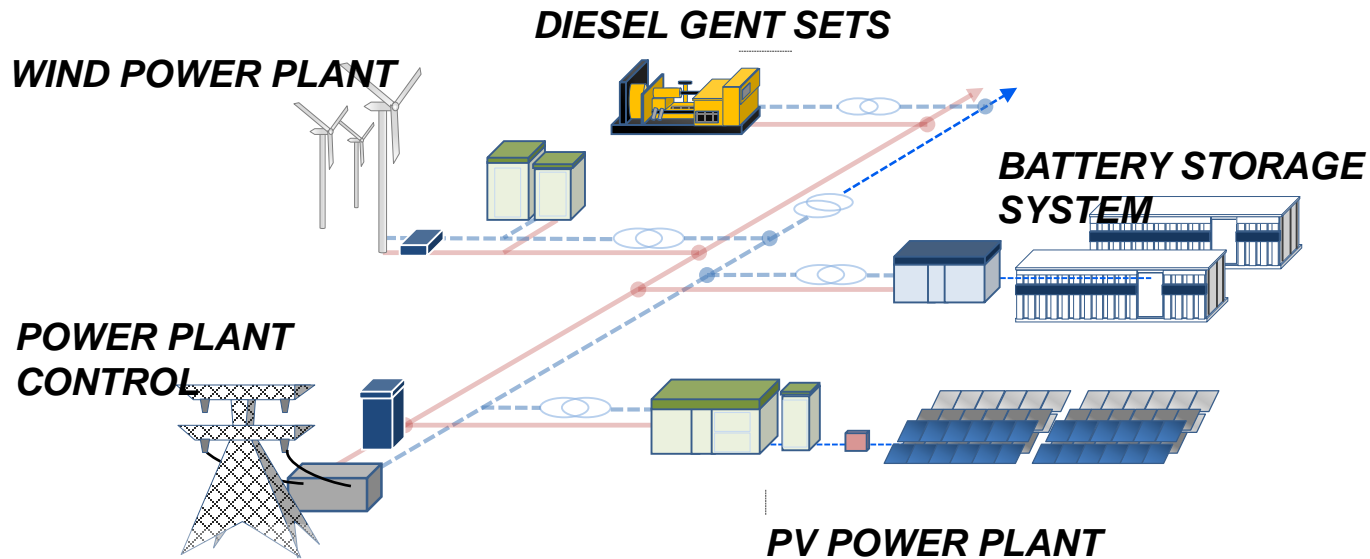 DIESEL GENT SETS
WIND POWER PLANT
BATTERY STORAGE
SYSTEM
POWER PLANT
CONTROL
PV POWER PLANT